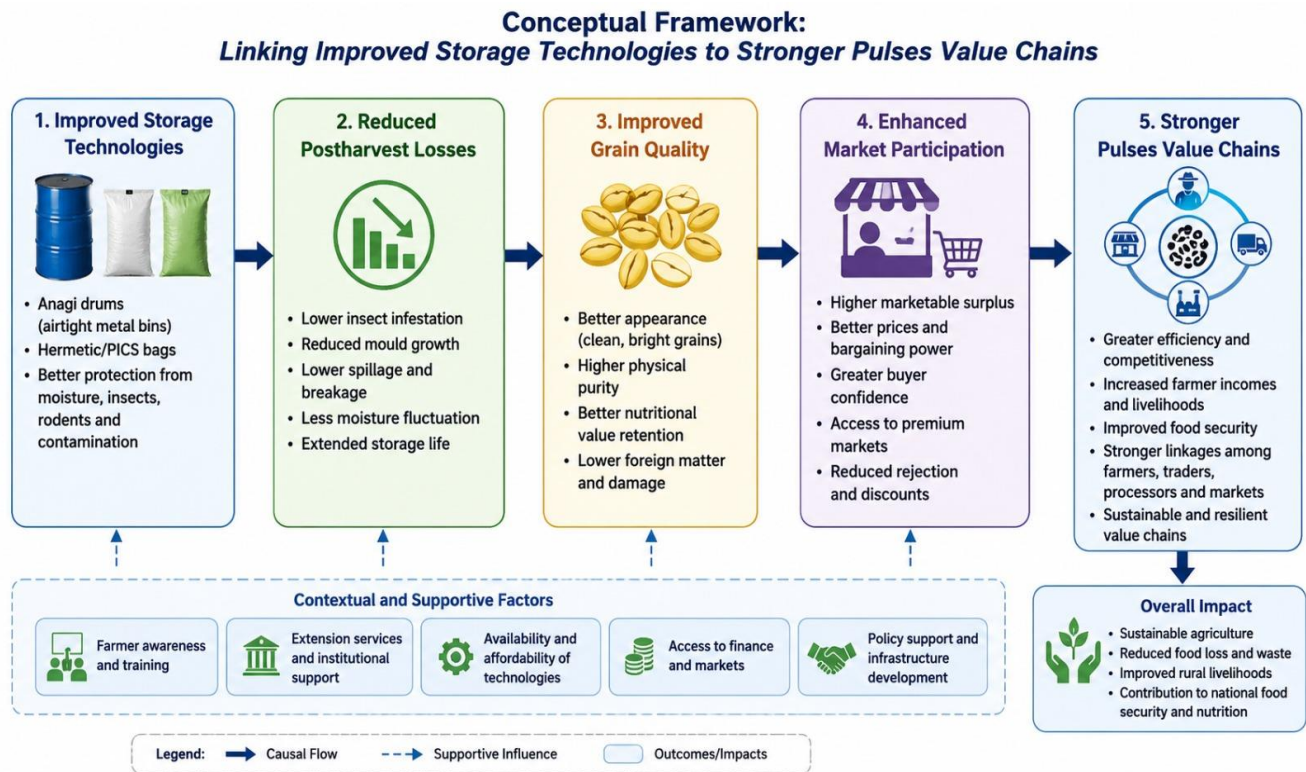 Conceptual Framework:
Linking Improved Storage Technologies to Stronger Pulses Value Chains
1. Improved Storage
Technologies
• Anagi drums
(airtight metal bins)
• Hermetic/PICS bags
• Better protection from
moisture, insects,
rodents and
contamination
2. Reduced
Postharvest Losses
• Lower insect infestation
• Reduced mould growth
• Lower spillage and
breakage
• Less moisture fluctuation
• Extended storage life
3. Improved
Grain Quality
• Better appearance
(clean, bright grains)
• Higher physical
purity
• Better nutritional
value retention
• Lower foreign matter
and damage
4. Enhanced
Market Participation
• Higher marketable surplus
• Better prices and
bargaining power
• Greater buyer
confidence
• Access to premium
markets
• Reduced rejection
and discounts
5. Stronger
Pulses Value Chains
• Greater efficiency and
competitiveness
• Increased farmer incomes
and livelihoods
• Improved food security
• Stronger linkages among
farmers, traders,
processors and markets
• Sustainable and resilient
value chains
Contextual and Supportive Factors
Farmer awareness
and training
Extension services
and institutional
support
Availability and
affordability of
technologies
Access to finance
and markets
Policy support and
infrastructure
development
Overall Impact
• Sustainable agriculture
• Reduced food loss and waste
• Improved rural livelihoods
• Contribution to national food
security and nutrition
Legend: Causal Flow Supportive Influence Outcomes/Impacts